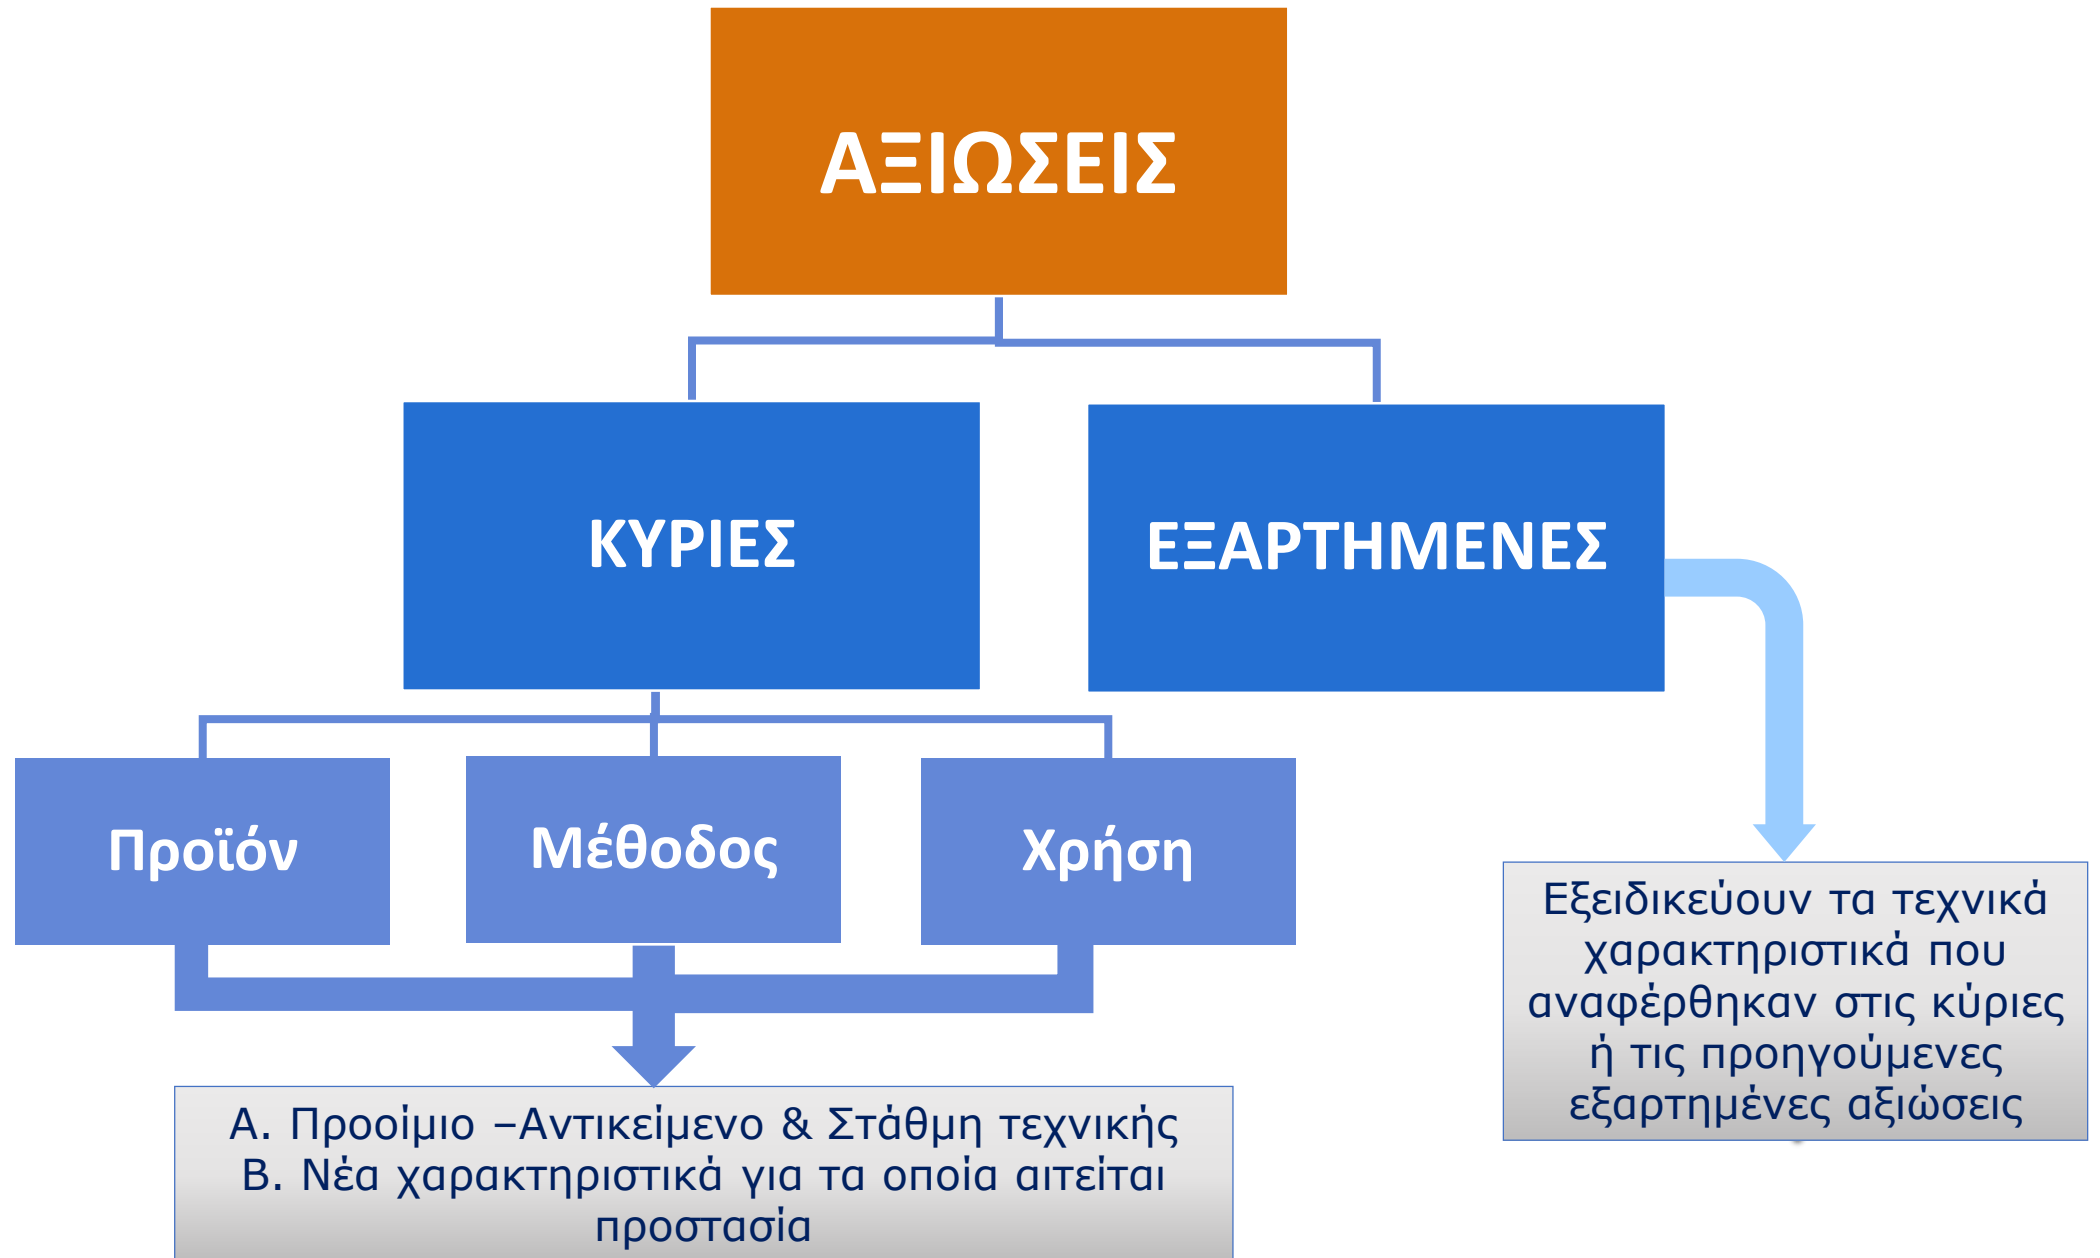 ΑΞΙΩΣΕΙΣ
ΚΥΡΙΕΣ
ΕΞΑΡΤΗΜΕΝΕΣ
Προϊόν
Μέθοδος
Χρήση
Εξειδικεύουν τα τεχνικά
χαρακτηριστικά που
αναφέρθηκαν στις κύριες
ή τις προηγούμενες
εξαρτημένες αξιώσεις
Α. Προοίμιο –Αντικείμενο & Στάθμη τεχνικής
Β. Νέα χαρακτηριστικά για τα οποία αιτείται
προστασία